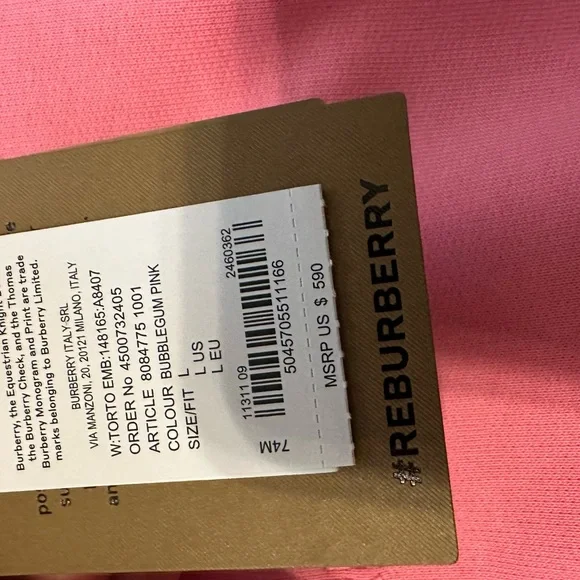 Burberry, the Equestrian Knight
the Burberry Check, and the Thomas
Burberry Monogram and Print are trade
marks belonging to Burberry Limited.
BURBERRY ITALY SRL
VIA MANZONI, 20, 20121 MILANO, ITALY
W:TORTO EMB:148165:A8407
ORDER No 4500732405
ARTICLE 8084775 1001
COLOUR BUBBLEGUM PINK
SIZE/FIT L
L US
L EU
11311 09 2460362
5045705511166
74M
MSRP US $ 590
#REBURBERRY